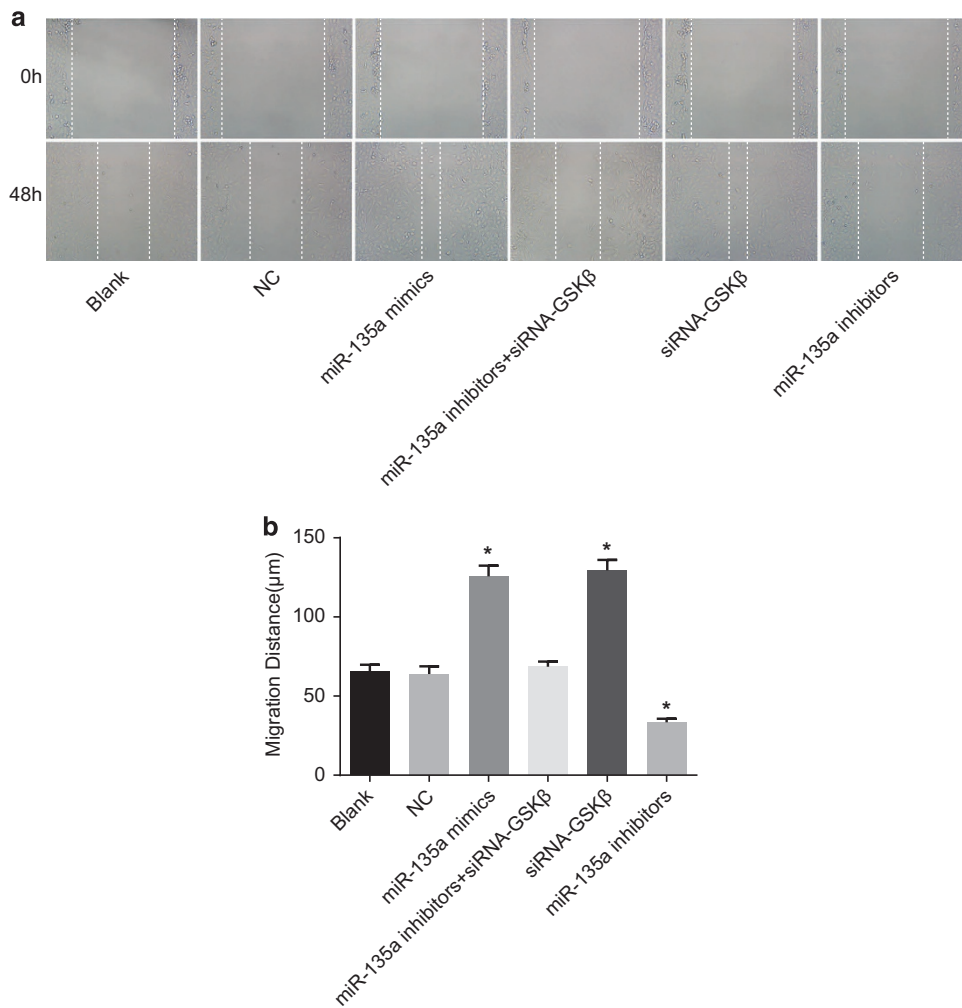 a
0h
48h
Blank
NC
miR-135a mimics
miR-135a inhibitors+siRNA-GSKβ
siRNA-GSKβ
miR-135a inhibitors
b
Migration Distance(μm)
150
100
50
0
*
*
*
Blank
NC
miR-135a mimics
miR-135a inhibitors+siRNA-GSKβ
siRNA-GSKβ
miR-135a inhibitors